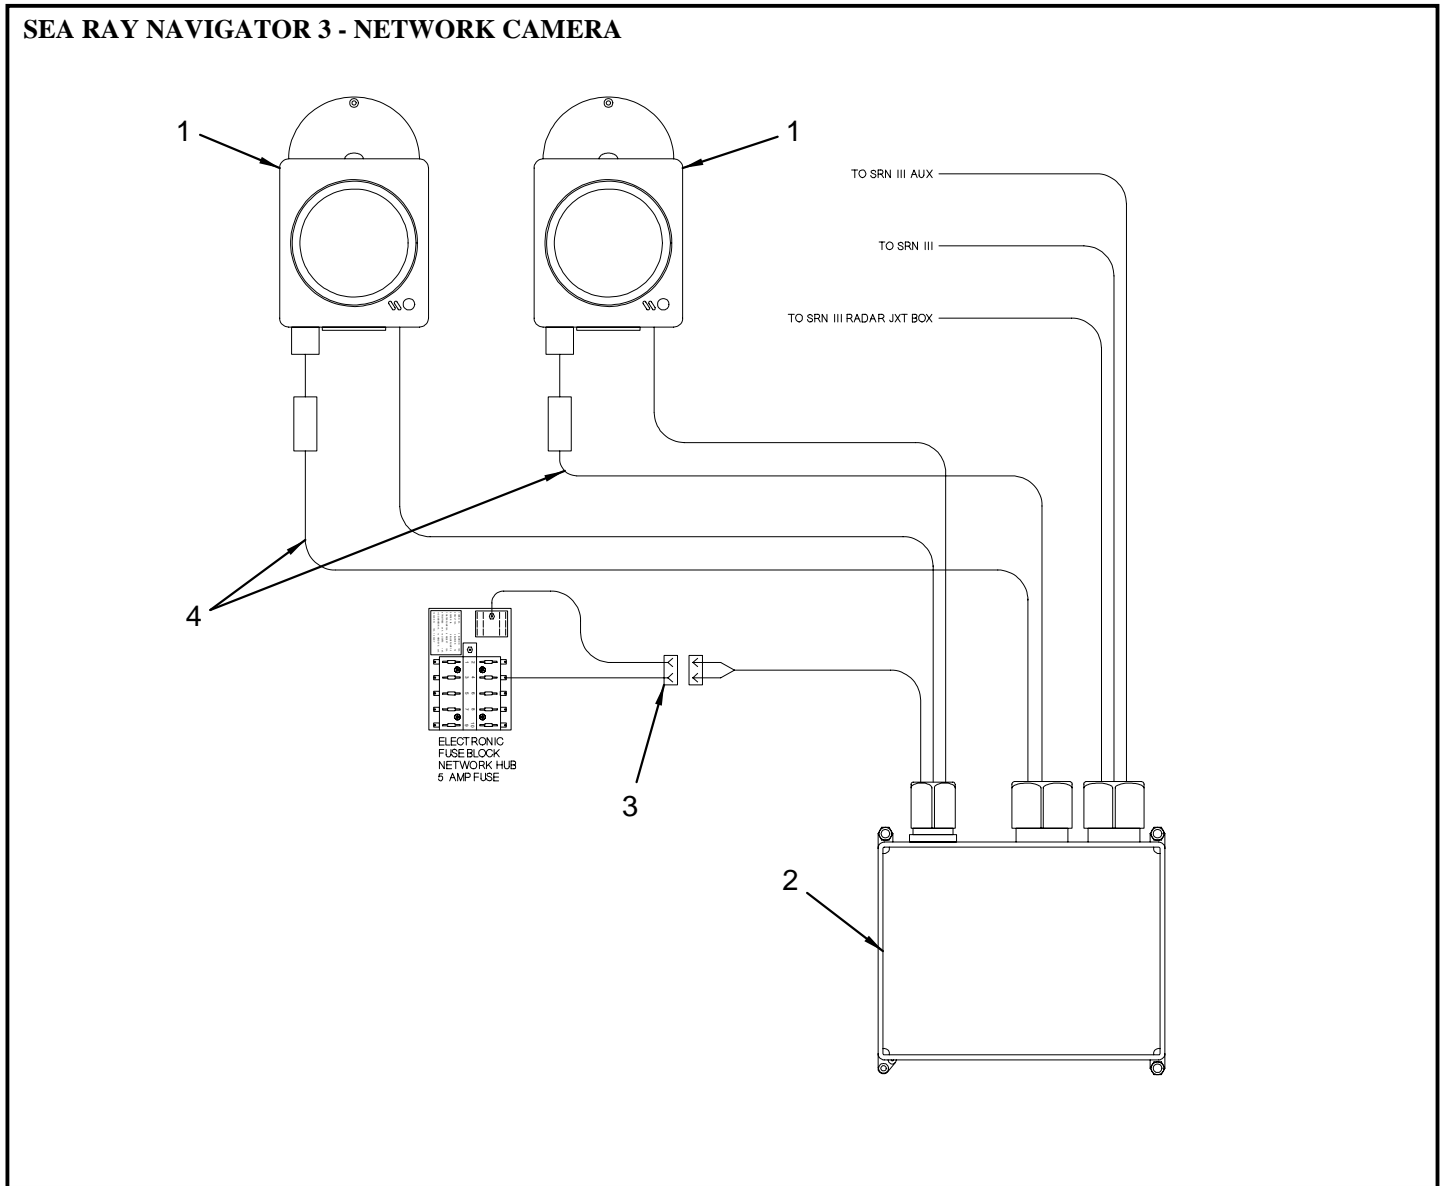 SEA RAY NAVIGATOR 3 - NETWORK CAMERA
1
1
TO SRN III AUX
TO SRN III
TO SRN III RADAR JXT BOX
4
ELECTRONIC
FUSE BLOCK
NETWORK HUB
5 AMP FUSE
3
2